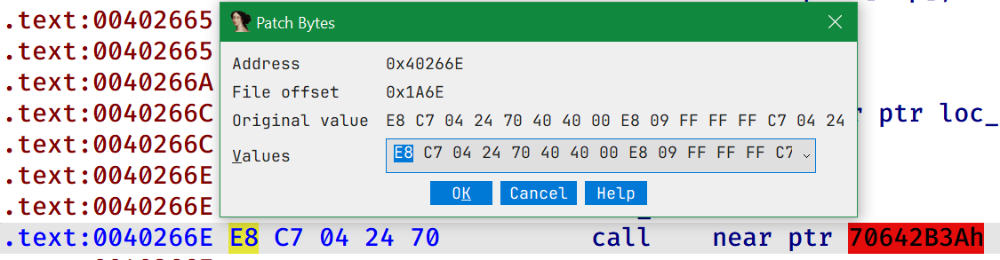 .text:00402665
Patch Bytes
.text:00402665
.text:0040266A
Address 0x40266E
File offset 0x1A6E
.text:0040266C
Original value E8 C7 04 24 70 40 40 00 E8 09 FF FF FF C7 04 24
ptr loc_
.text:0040266C
Values E8 C7 04 24 70 40 40 00 E8 09 FF FF FF C7
.text:0040266E
OK Cancel Help
.text:0040266E
.text:0040266E E8 C7 04 24 70 call near ptr 70642B3Ah